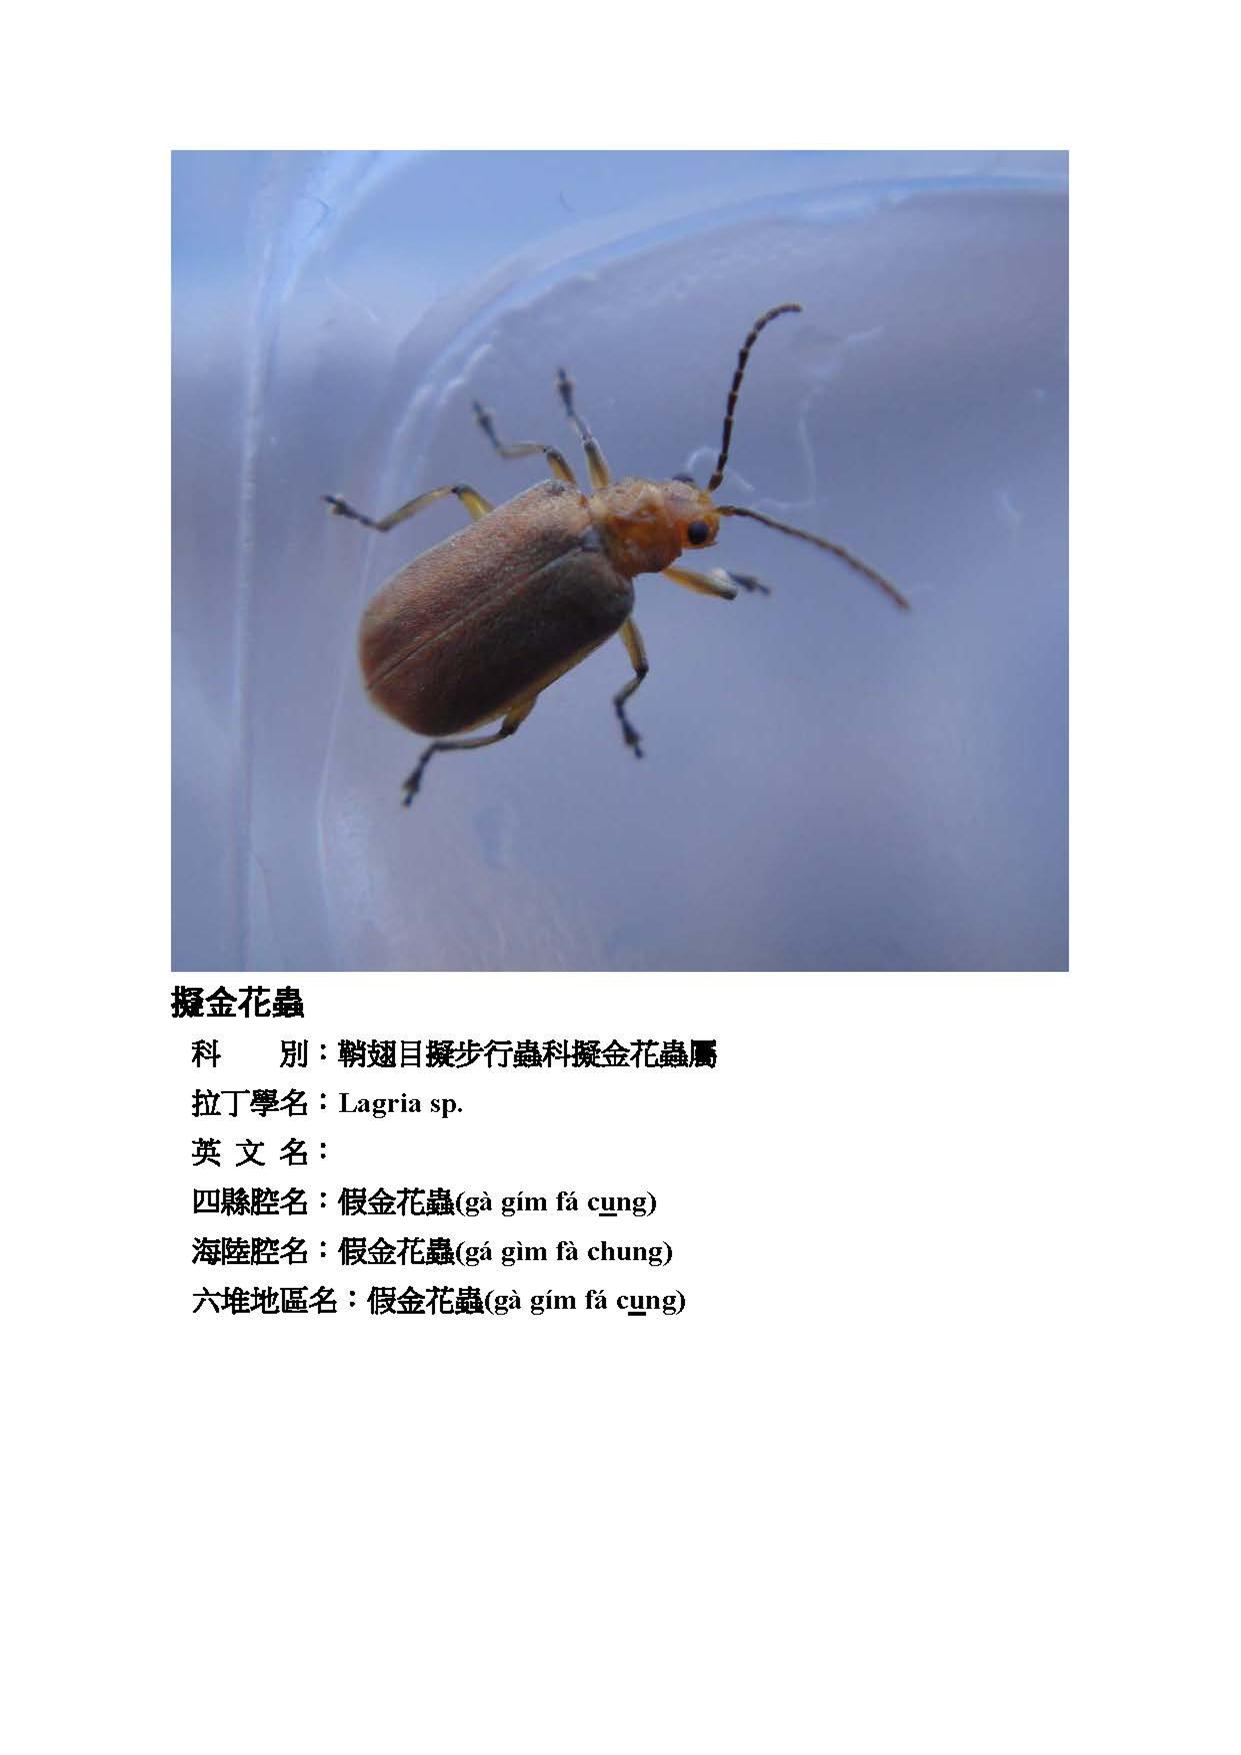 擬金花蟲
科　　別：鞘翅目擬步行蟲科擬金花蟲屬
拉丁學名：Lagria sp.
英 文 名：
四縣腔名：假金花蟲(gà gím fá cung)
海陸腔名：假金花蟲(gá gìm fà chung)
六堆地區名：假金花蟲(gà gím fá cung)